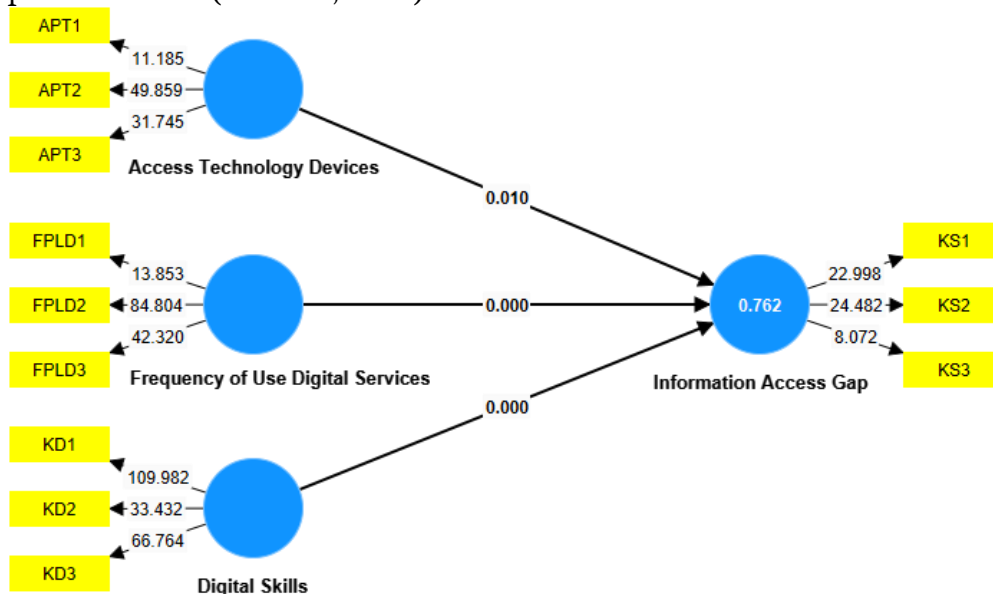 APT1
11.185
APT2
49.859
31.745
APT3
Access Technology Devices
0.010
FPLD1
13.853
FPLD2
84.804
42.320
FPLD3
Frequency of Use Digital Services
0.000
KS1
22.998
0.762
24.482
KS2
8.072
KS3
Information Access Gap
0.000
KD1
109.982
KD2
33.432
66.764
KD3
Digital Skills